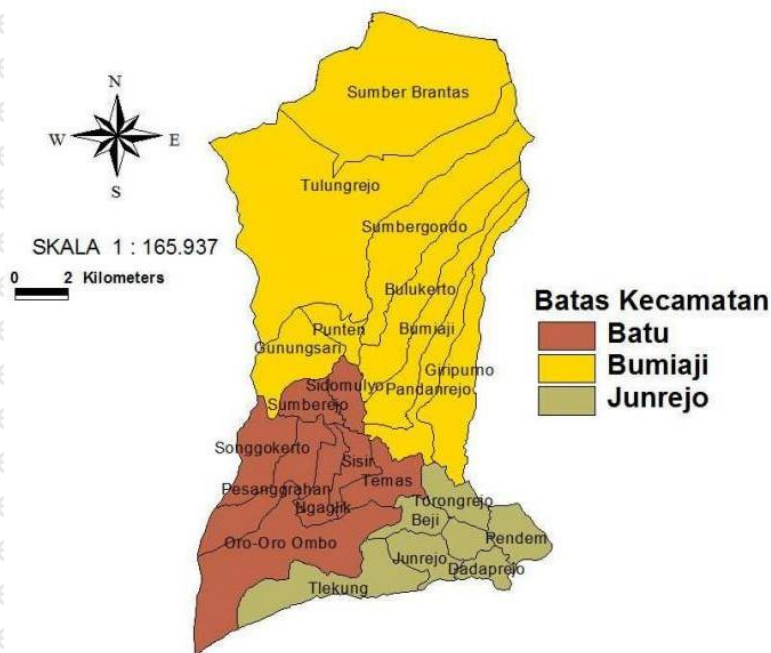 N
W E
S
SKALA 1 : 165.937
0 2 Kilometers
Sumber Brantas
Tulungrejo
Sumbergondo
Bulukerto
Punten
Bumiaji
Gunungsari
Giripurno
Pandanrejo
Sidomulyo
Sumberejo
Songgokerto
Sisir
Temas
Pesanggrahan
Ngaglik
Torongrejo
Beji
Pendem
Oro-Oro Ombo
Junrejo
Dadaprejo
Tlekung
Batas Kecamatan
Batu
Bumiaji
Junrejo